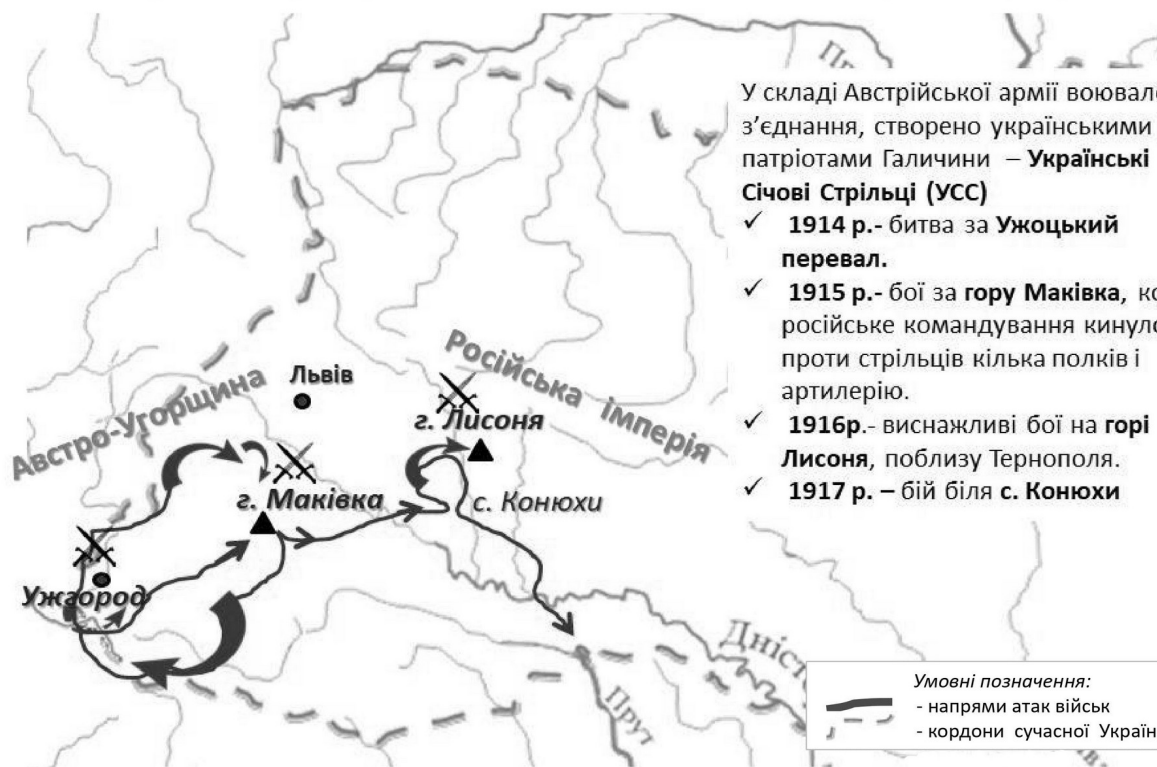 У складі Австрійської армії воювало
з’єднання, створено українськими
патріотами Галичини – Українські
Січові Стрільці (УСС)
✓ 1914 р.- битва за Ужоцький
перевал.
✓ 1915 р.- бої за гору Маківка, ко
російське командування кинуло
проти стрільців кілька полків і
артилерію.
✓ 1916р.- виснажливі бої на горі
Лисоня, поблизу Тернополя.
✓ 1917 р. – бій біля с. Конюхи
Російська імперія
Австро-Угорщина
Львів
г. Лисоня
г. Маківка
с. Конюхи
Ужгород
Дніст
Прут
Умовні позначення:
- напрями атак військ
- кордони сучасної Україн